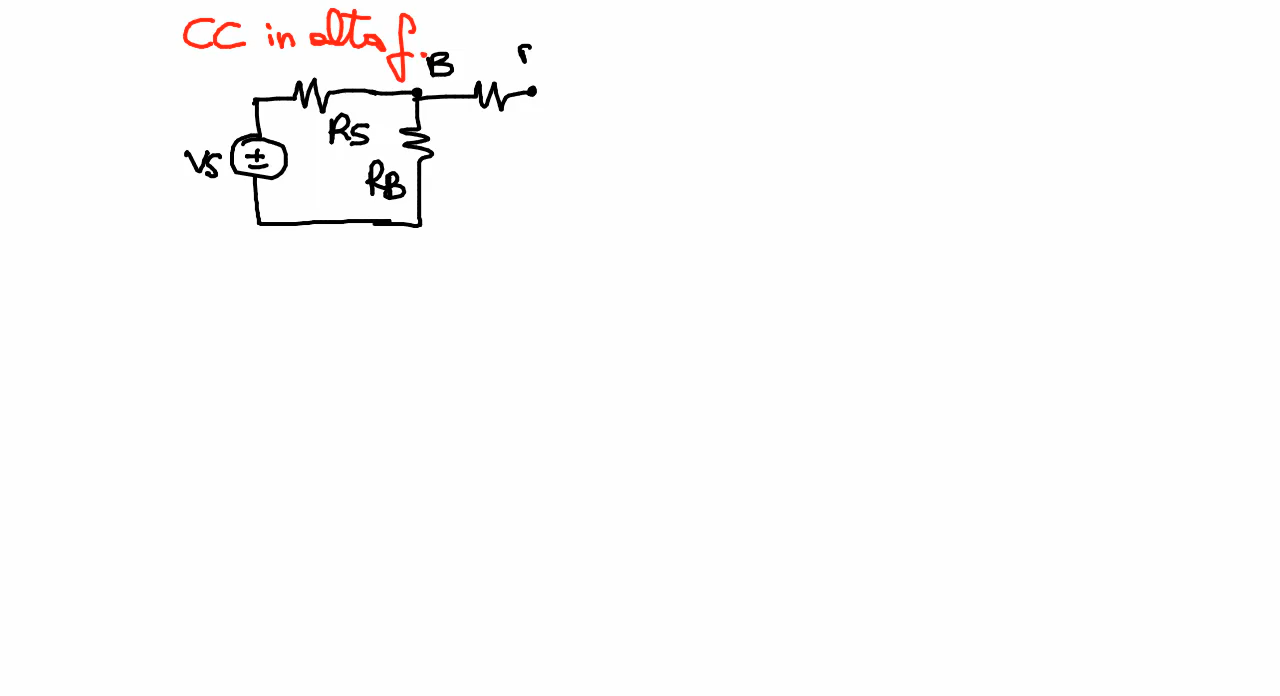 CC in alta f.
B
r
RS
VS
+
RB